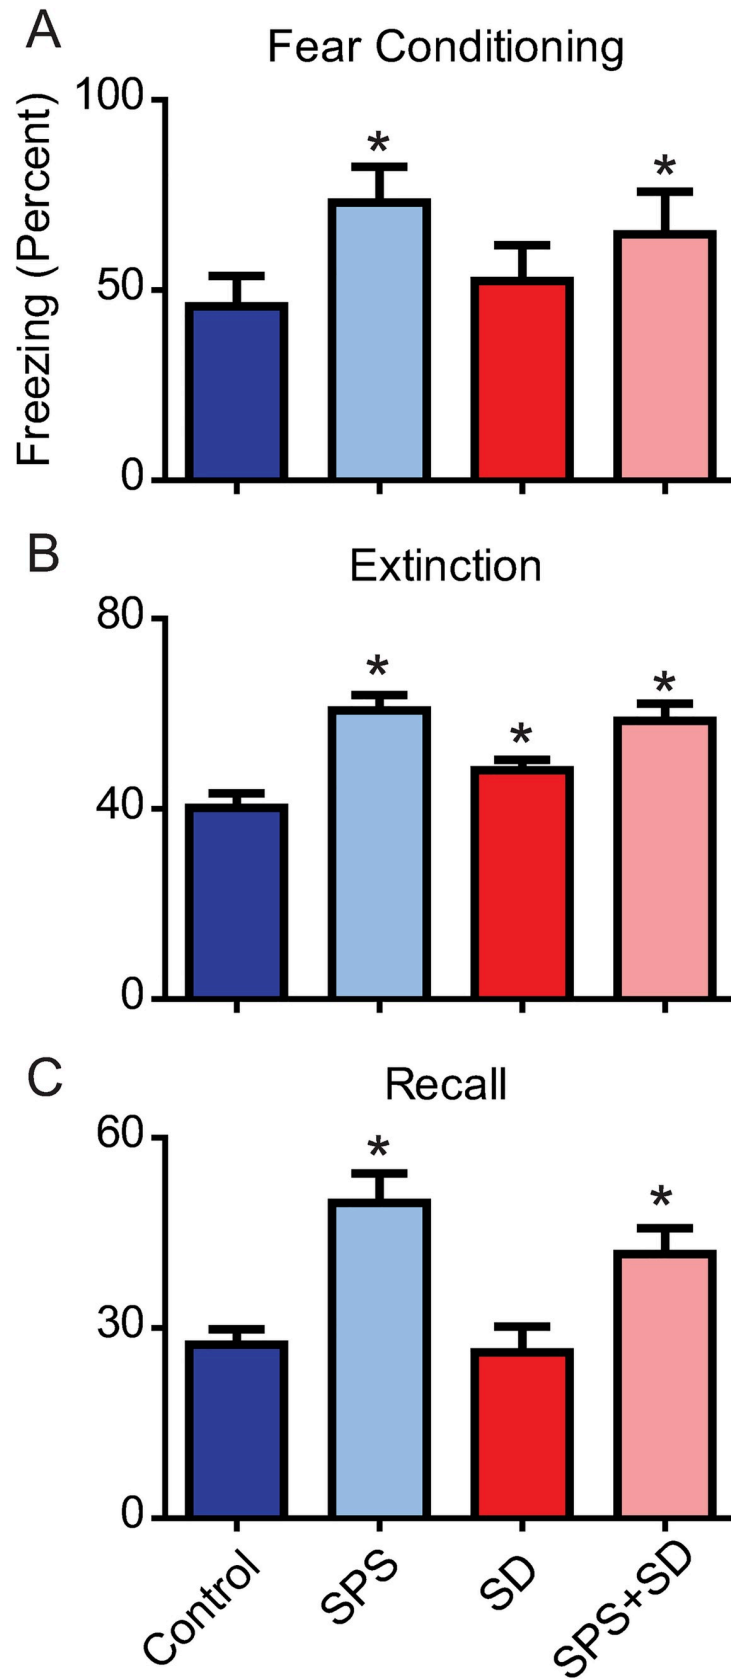 A
Fear Conditioning
Freezing (Percent)
100
*
*
50
0
B
Extinction
80
*
*
*
40
0
C
Recall
60
*
*
30
0
Control
SPS
SD
SPS+SD